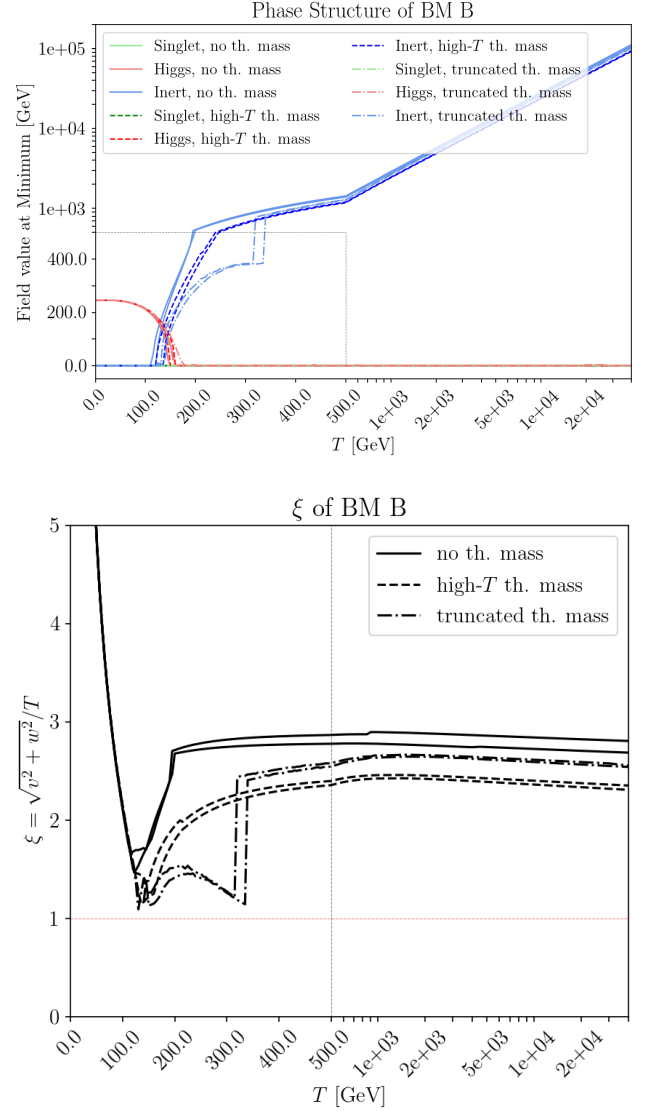 Phase Structure of BM B
Field value at Minimum [GeV]
1e+05
1e+04
1e+03
400.0
200.0
0.0
Singlet, no th. mass
Higgs, no th. mass
Inert, no th. mass
Singlet, high-T th. mass
Higgs, high-T th. mass
Inert, high-T th. mass
Singlet, truncated th. mass
Higgs, truncated th. mass
Inert, truncated th. mass
0.0
100.0
200.0
300.0
400.0
500.0
1e+03
2e+03
5e+03
1e+04
2e+04
T [GeV]
ξ of BM B
ξ = √v² + w²/T
5
4
3
2
1
0
no th. mass
high-T th. mass
truncated th. mass
0.0
100.0
200.0
300.0
500.0
1e+03
2e+03
5e+03
1e+04
2e+04
T [GeV]